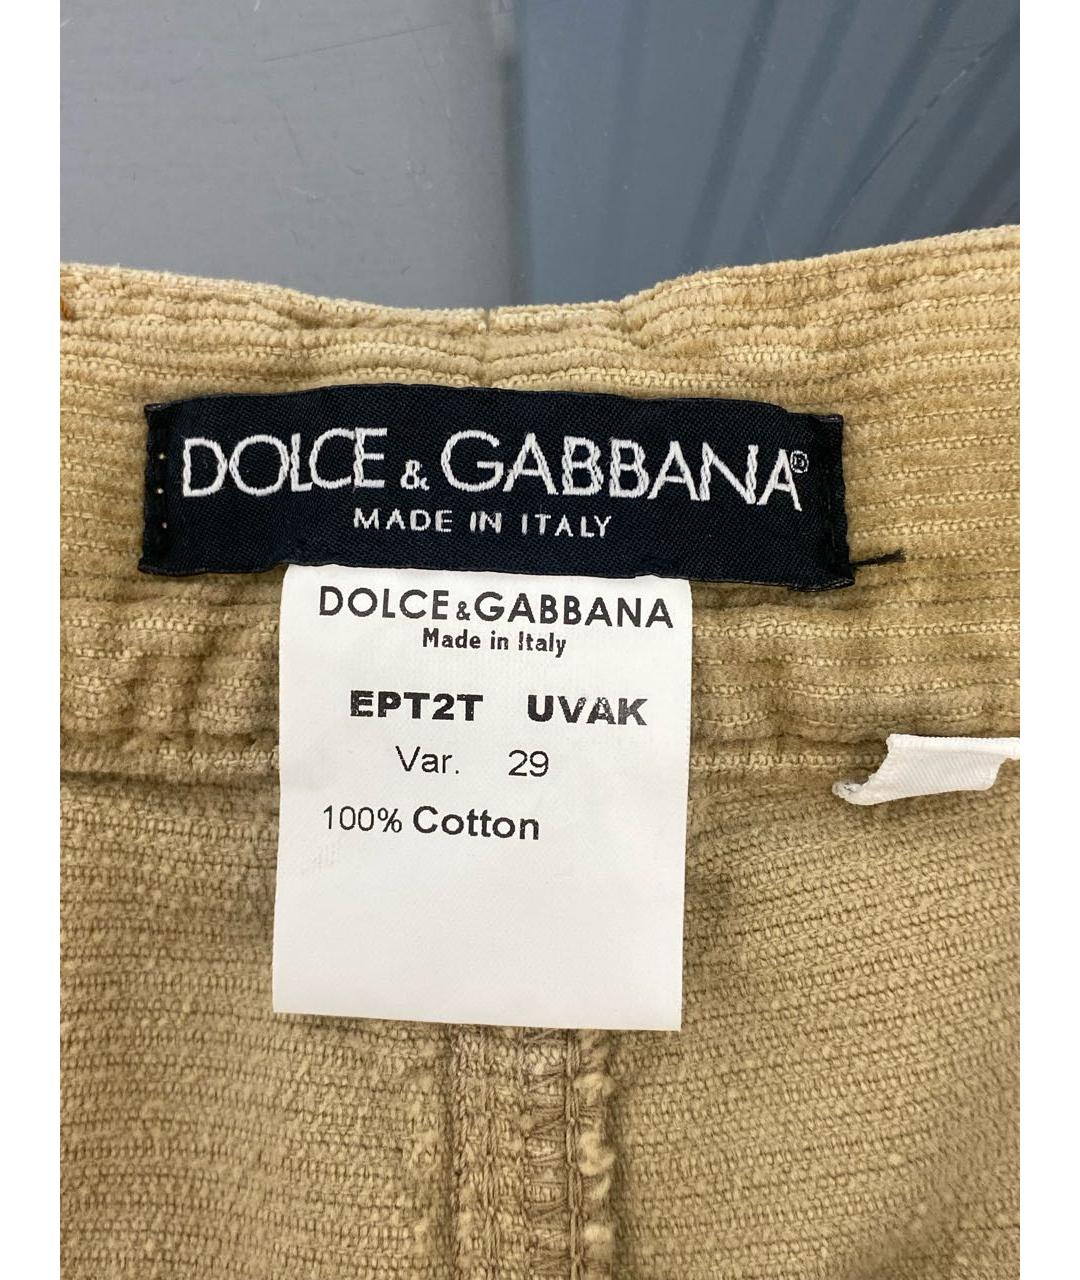 DOLCE & GABBANA®
MADE IN ITALY
DOLCE&GABBANA
Made in Italy
EPT2T UVAK
Var. 29
100% Cotton